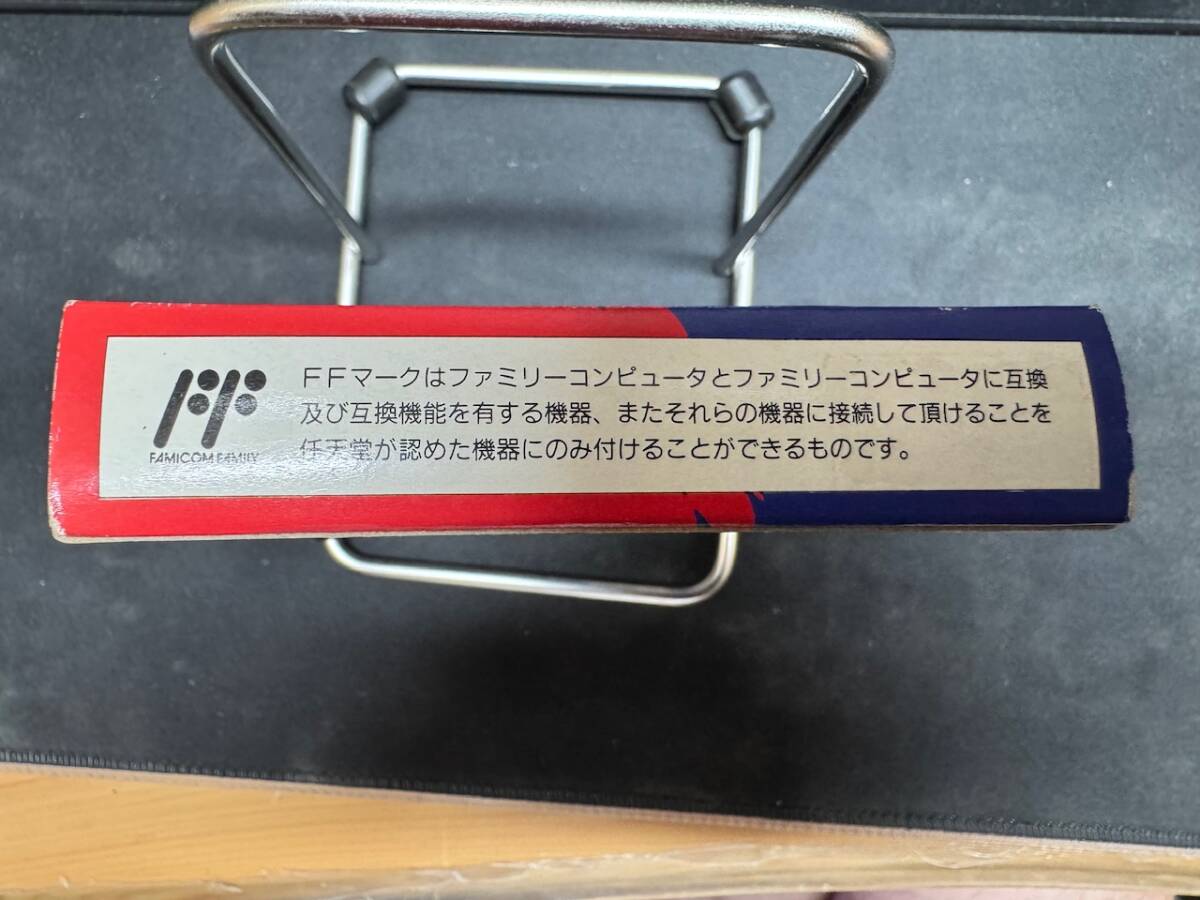 FFマークはファミリーコンピュータとファミリーコンピュータに互換
及び互換機能を有する機器、またそれらの機器に接続して頂けることを
任天堂が認めた機器にのみ付けることができるものです。
FF
FAMICOM FAMILY